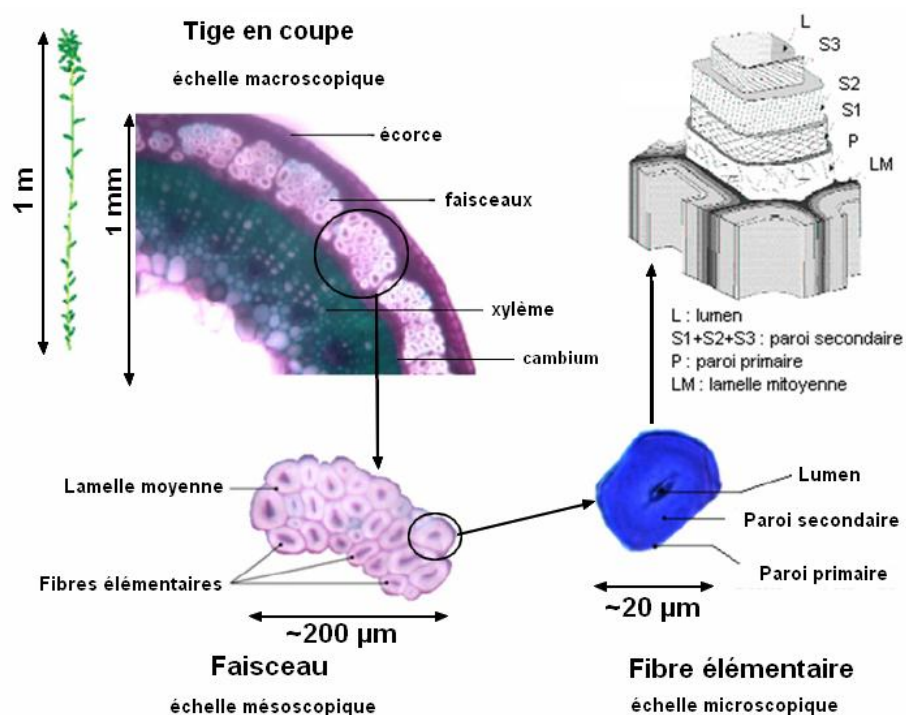 Tige en coupe
échelle macroscopique
1 m
1 mm
écorce
faisceaux
xylème
cambium
L
S3
S2
S1
P
LM
L : lumen
S1+S2+S3 : paroi secondaire
P : paroi primaire
LM : lamelle mitoyenne
Lamelle moyenne
Fibres élémentaires
~200 µm
Faisceau
échelle mésoscopique
Lumen
Paroi secondaire
Paroi primaire
~20 µm
Fibre élémentaire
échelle microscopique